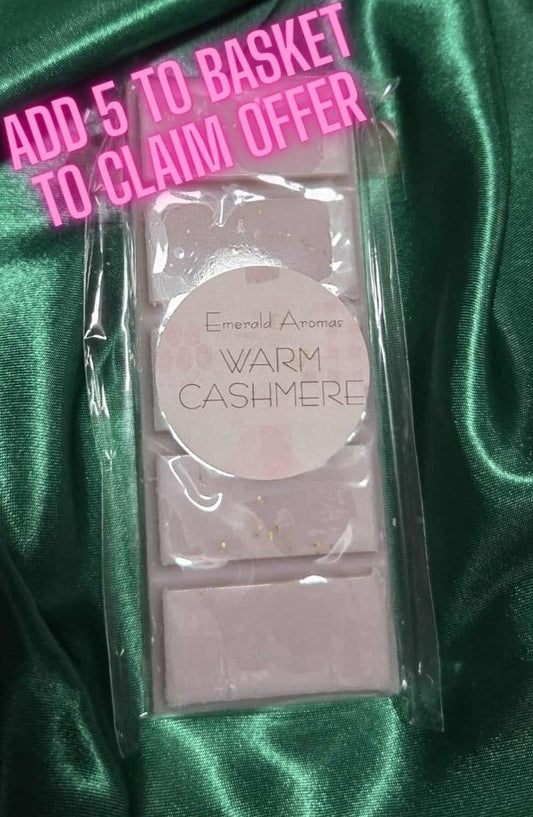 ADD 5 TO BASKET
TO CLAIM OFFER
Emerald Aromas
WARM
CASHMERE